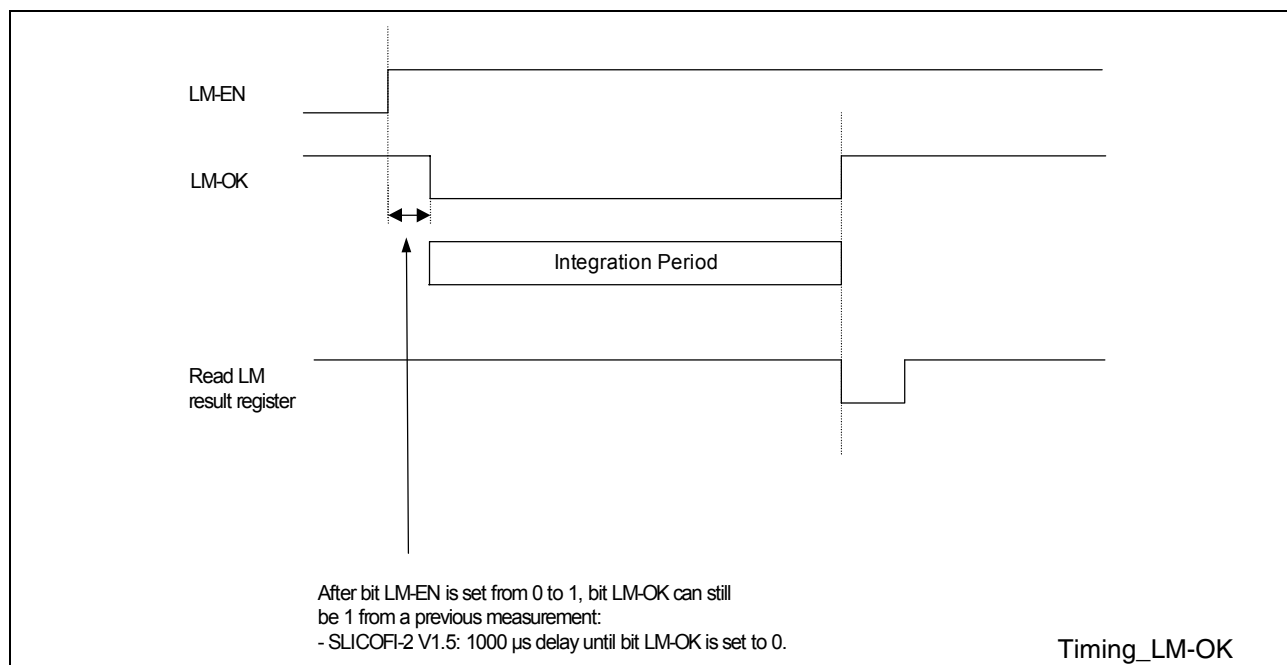 LM-EN
LM-OK
Integration Period
Read LM
result register
After bit LM-EN is set from 0 to 1, bit LM-OK can still
be 1 from a previous measurement:
- SLICOFI-2 V1.5: 1000 µs delay until bit LM-OK is set to 0.
Timing_LM-OK